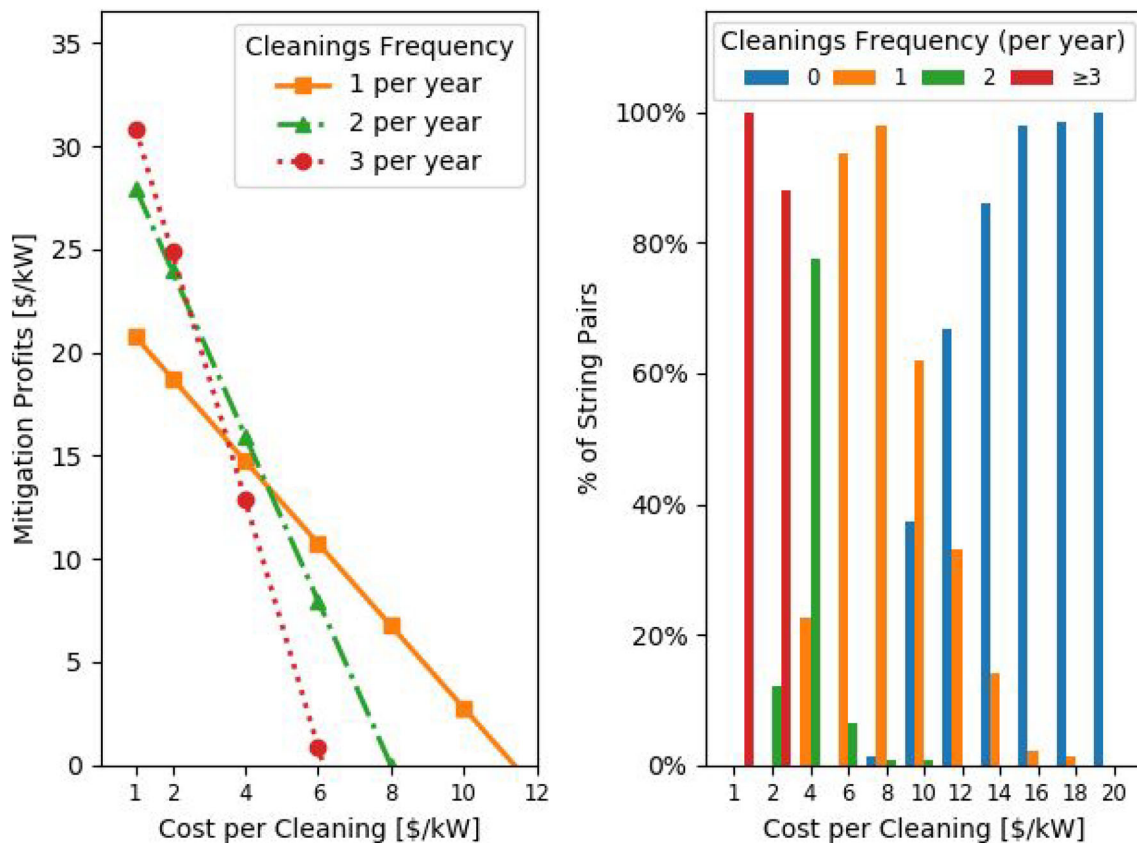 35
30
25
20
15
10
5
0
Mitigation Profits [$/kW]
Cleanings Frequency
1 per year
2 per year
3 per year
1 2 4 6 8 10 12
Cost per Cleaning [$/kW]
Cleanings Frequency (per year)
0 1 2 ≥3
100%
80%
60%
40%
20%
0%
% of String Pairs
1 2 4 6 8 10 12 14 16 18 20
Cost per Cleaning [$/kW]